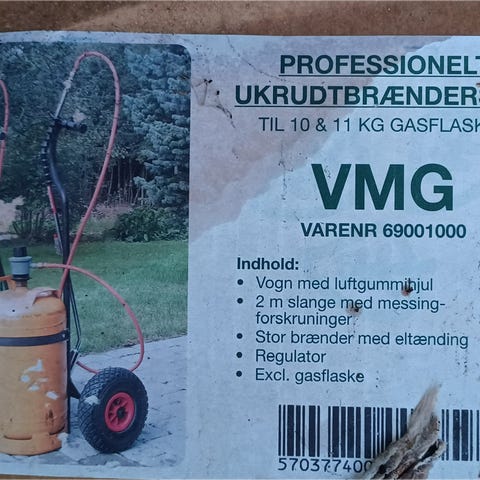 PROFESSIONELT
UKRUDTBRÆNDERS
TIL 10 & 11 KG GASFLASK
VMG
VARENR 69001000
Indhold:
• Vogn med luftgummihjul
• 2 m slange med messing-
forskruninger
• Stor brænder med eltænding
• Regulator
• Excl. gasflaske
57037740